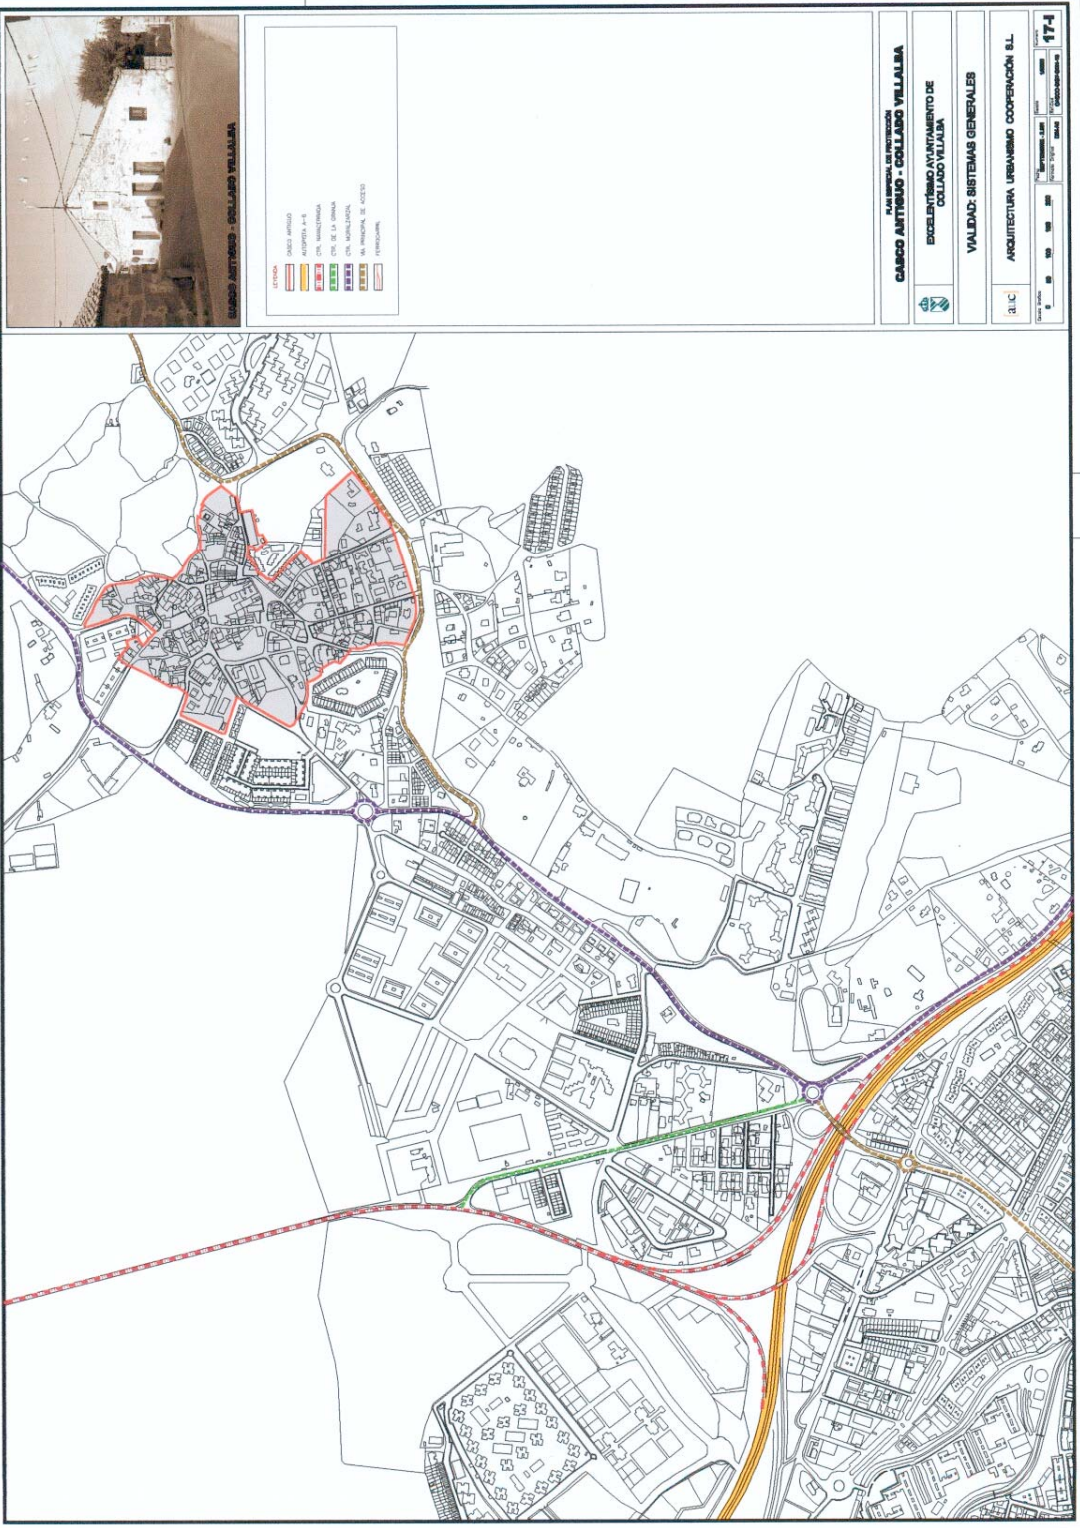 CASCO ANTIGUO - COLLADO VILLALBA
LEYENDA
CASCO ANTIGUO
AUTOPISTA A-6
CTR. NAVACERRADA
CTR. DE LA GRANJA
CTR. MORALZARZAL
VIA PRINCIPAL DE ACCESO
FERROCARRIL
PLAN ESPECIAL DE PROTECCIÓN
CASCO ANTIGUO - COLLADO VILLALBA
EXCELENTÍSIMO AYUNTAMIENTO DE
COLLADO VILLALBA
VIALIDAD: SISTEMAS GENERALES
[auc]
ARQUITECTURA URBANISMO COOPERACIÓN S.L.
17-I